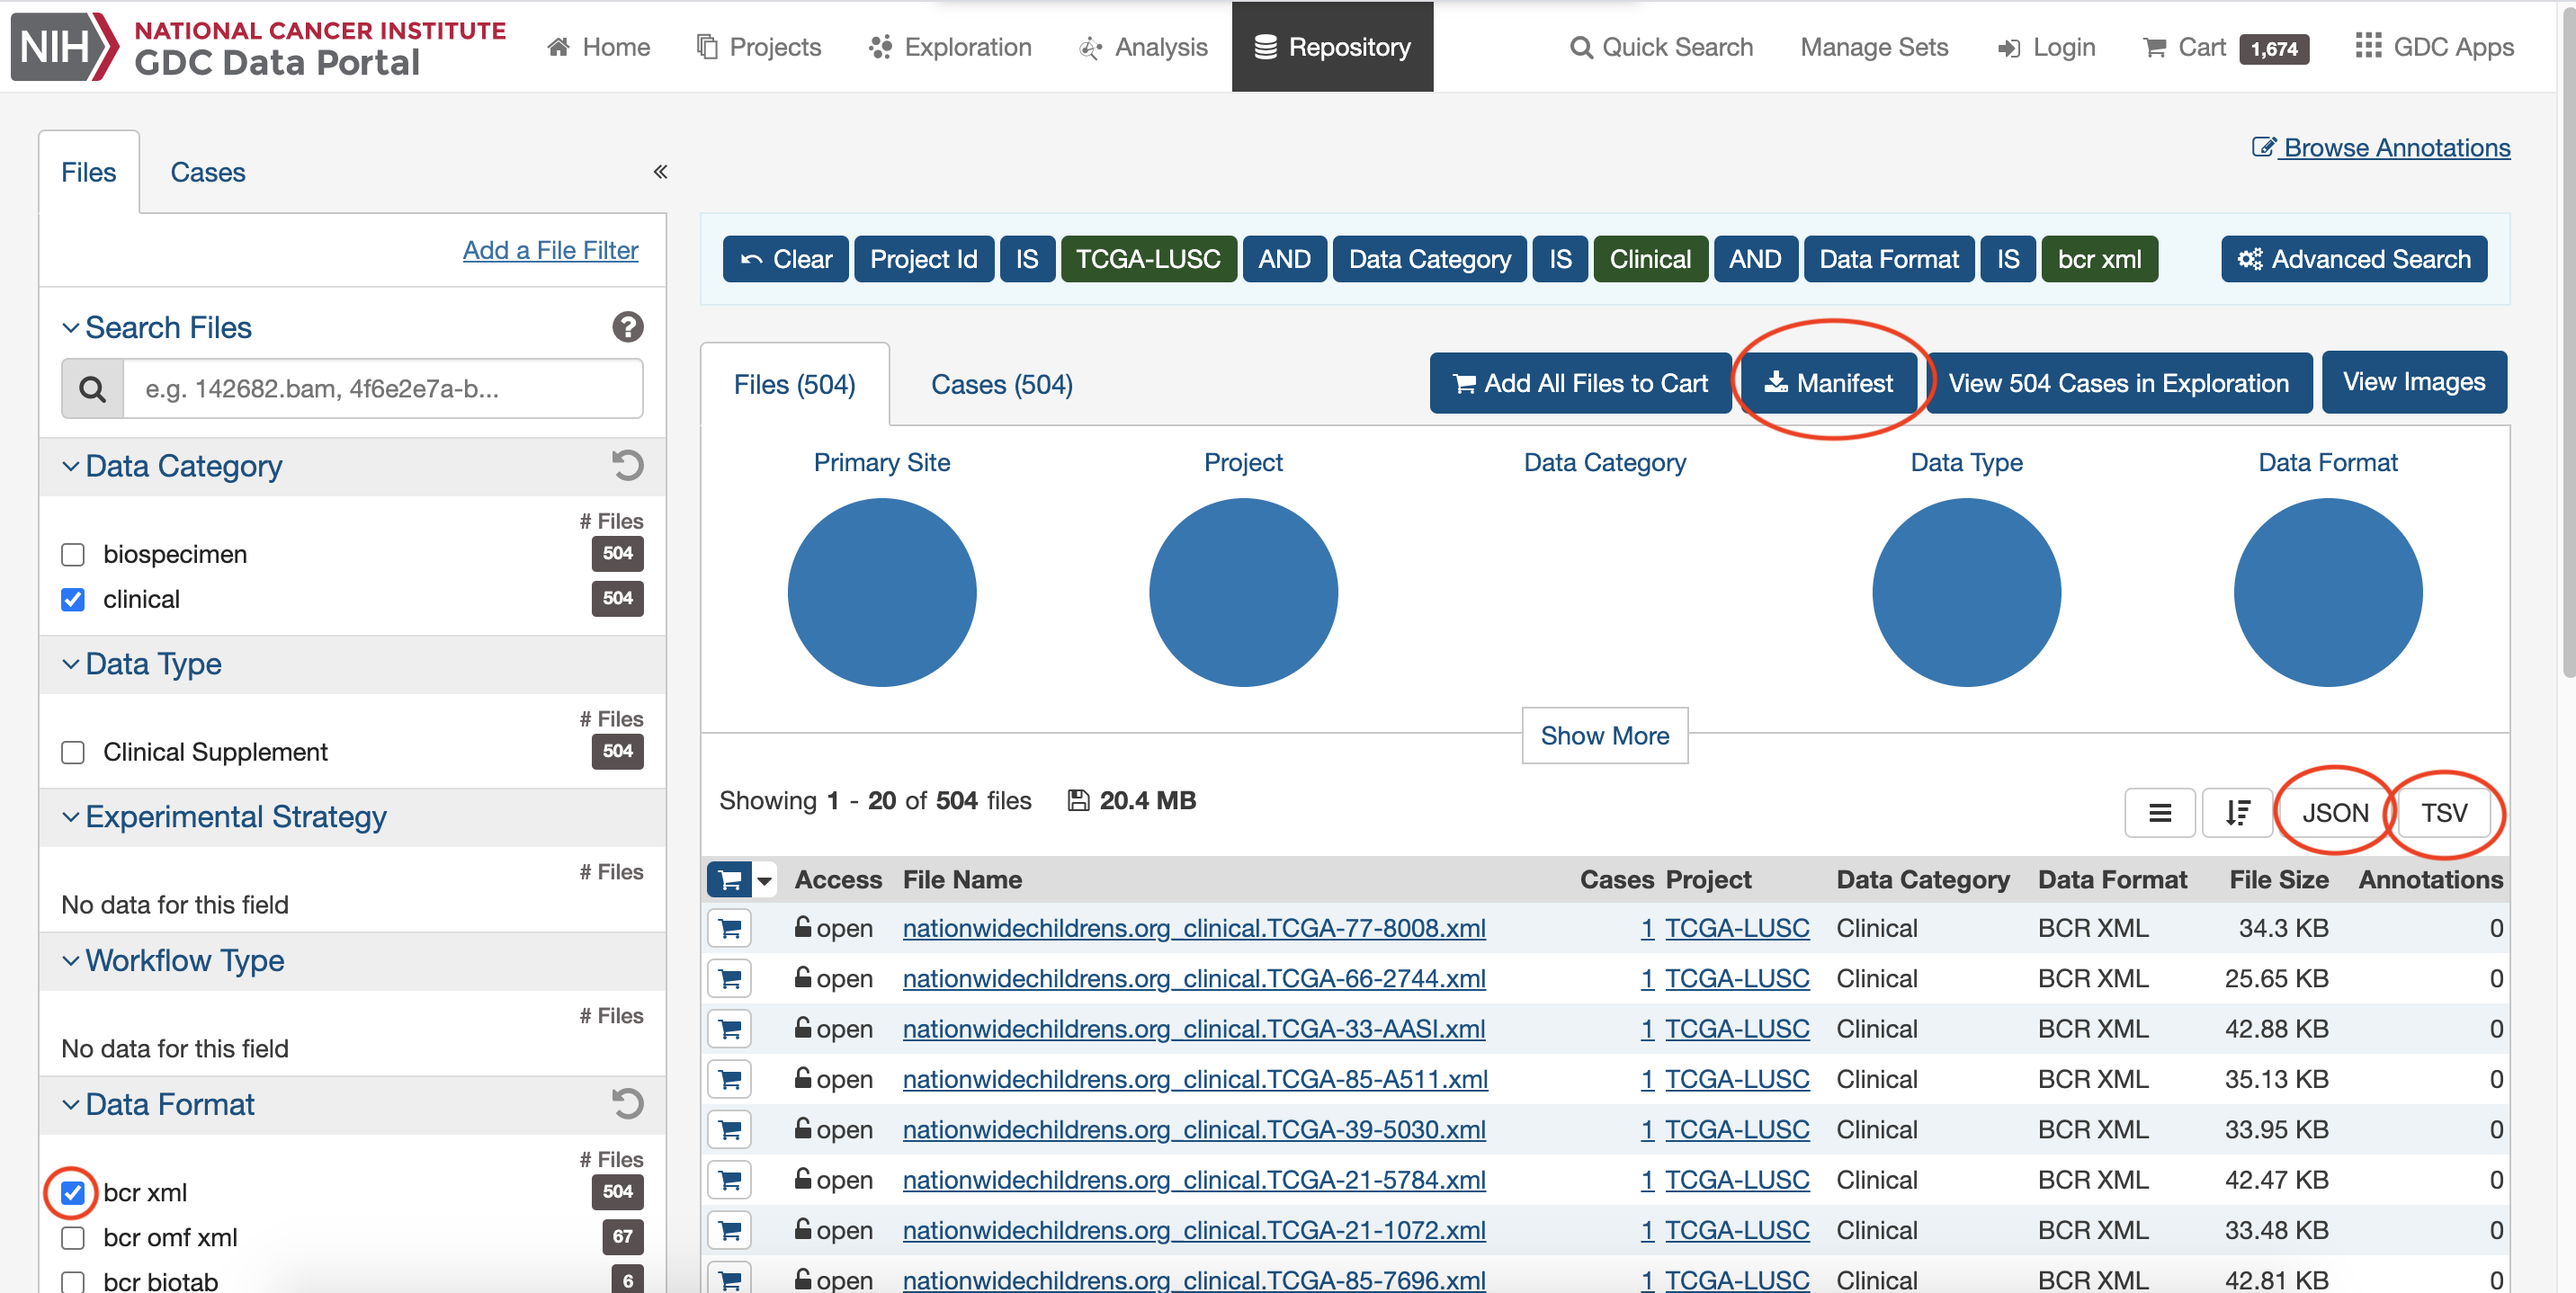 NIH NATIONAL CANCER INSTITUTE
GDC Data Portal
Home Projects Exploration Analysis Repository Quick Search Manage Sets Login Cart 1,674 GDC Apps
Browse Annotations
Files Cases «
Add a File Filter
Search Files
e.g. 142682.bam, 4f6e2e7a-b...
Data Category
# Files
biospecimen 504
clinical 504
Data Type
# Files
Clinical Supplement 504
Experimental Strategy
# Files
No data for this field
Workflow Type
# Files
No data for this field
Data Format
# Files
bcr xml 504
bcr omf xml 67
bcr biotab 6
Clear Project Id IS TCGA-LUSC AND Data Category IS Clinical AND Data Format IS bcr xml Advanced Search
Files (504) Cases (504) Add All Files to Cart Manifest View 504 Cases in Exploration View Images
Primary Site Project Data Category Data Type Data Format
Show More
Showing 1 - 20 of 504 files 20.4 MB JSON TSV
Access File Name Cases Project Data Category Data Format File Size Annotations
open nationwidechildrens.org_clinical.TCGA-77-8008.xml 1 TCGA-LUSC Clinical BCR XML 34.3 KB 0
open nationwidechildrens.org_clinical.TCGA-66-2744.xml 1 TCGA-LUSC Clinical BCR XML 25.65 KB 0
open nationwidechildrens.org_clinical.TCGA-33-AASI.xml 1 TCGA-LUSC Clinical BCR XML 42.88 KB 0
open nationwidechildrens.org_clinical.TCGA-85-A511.xml 1 TCGA-LUSC Clinical BCR XML 35.13 KB 0
open nationwidechildrens.org_clinical.TCGA-39-5030.xml 1 TCGA-LUSC Clinical BCR XML 33.95 KB 0
open nationwidechildrens.org_clinical.TCGA-21-5784.xml 1 TCGA-LUSC Clinical BCR XML 42.47 KB 0
open nationwidechildrens.org_clinical.TCGA-21-1072.xml 1 TCGA-LUSC Clinical BCR XML 33.48 KB 0
open nationwidechildrens.org_clinical.TCGA-85-7696.xml 1 TCGA-LUSC Clinical BCR XML 42.81 KB 0